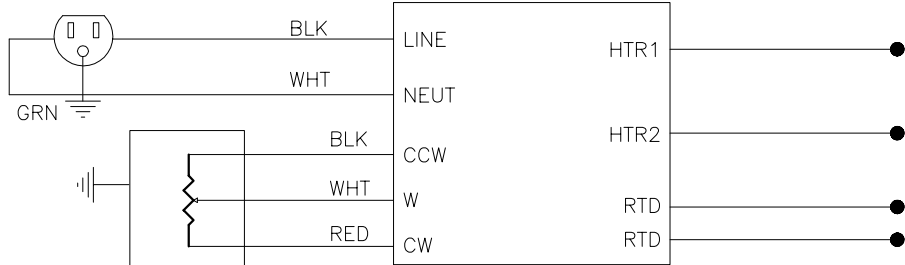 BLK
LINE
HTR1
WHT
NEUT
GRN
BLK
CCW
HTR2
WHT
W
RTD
RED
CW
RTD